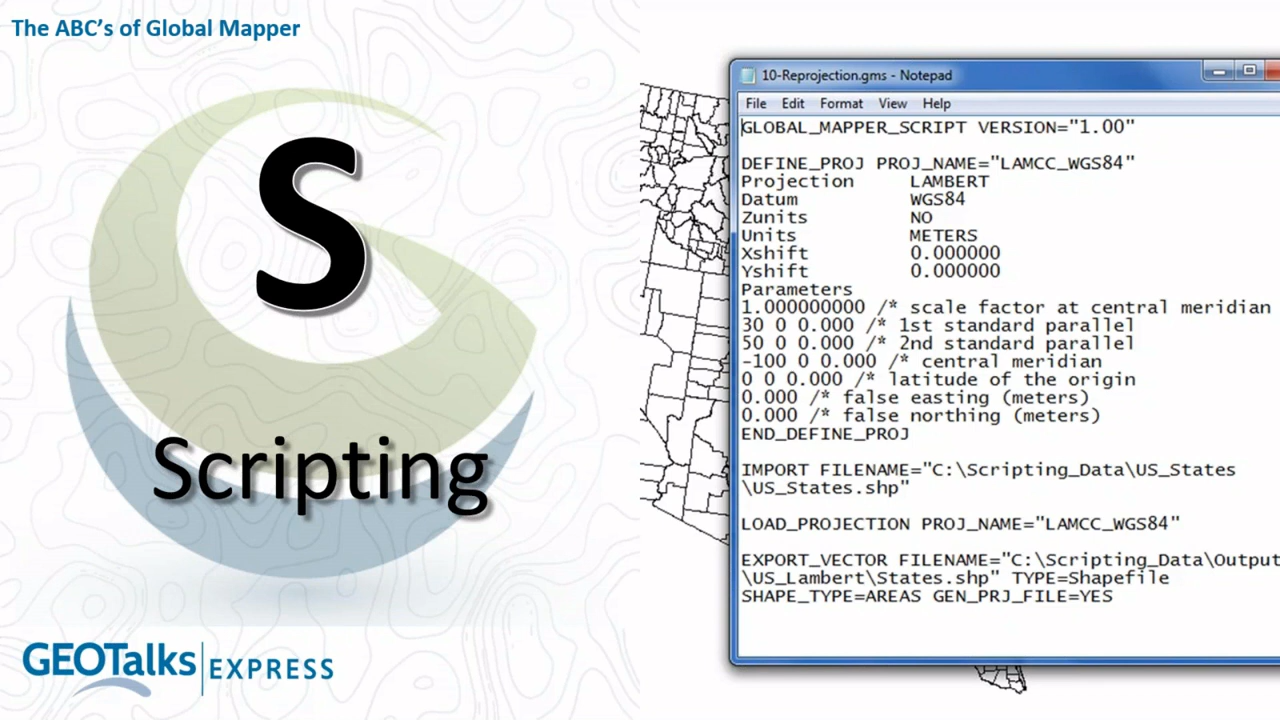 The ABC's of Global Mapper
S
Scripting
GEOTalks EXPRESS
10-Reprojection.gms - Notepad
File Edit Format View Help
GLOBAL_MAPPER_SCRIPT VERSION="1.00"
DEFINE_PROJ PROJ_NAME="LAMCC_WGS84"
Projection LAMBERT
Datum WGS84
Zunits NO
Units METERS
Xshift 0.000000
Yshift 0.000000
Parameters
1.000000000 /* scale factor at central meridian
30 0 0.000 /* 1st standard parallel
50 0 0.000 /* 2nd standard parallel
-100 0 0.000 /* central meridian
0 0 0.000 /* latitude of the origin
0.000 /* false easting (meters)
0.000 /* false northing (meters)
END_DEFINE_PROJ
IMPORT FILENAME="C:\Scripting_Data\US_States
\US_States.shp"
LOAD_PROJECTION PROJ_NAME="LAMCC_WGS84"
EXPORT_VECTOR FILENAME="C:\Scripting_Data\Output
\US_Lambert\States.shp" TYPE=Shapefile
SHAPE_TYPE=AREAS GEN_PRJ_FILE=YES